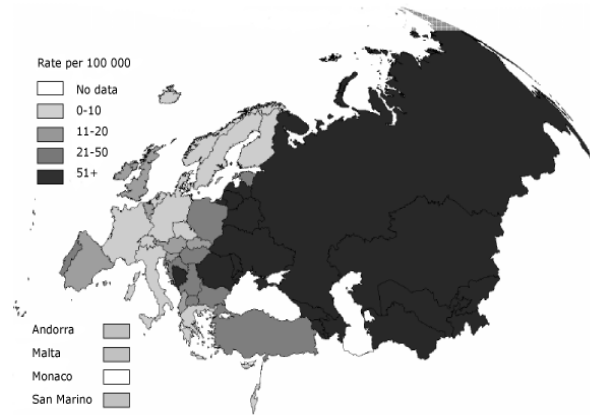 Rate per 100 000
No data
0-10
11-20
21-50
51+
Andorra
Malta
Monaco
San Marino